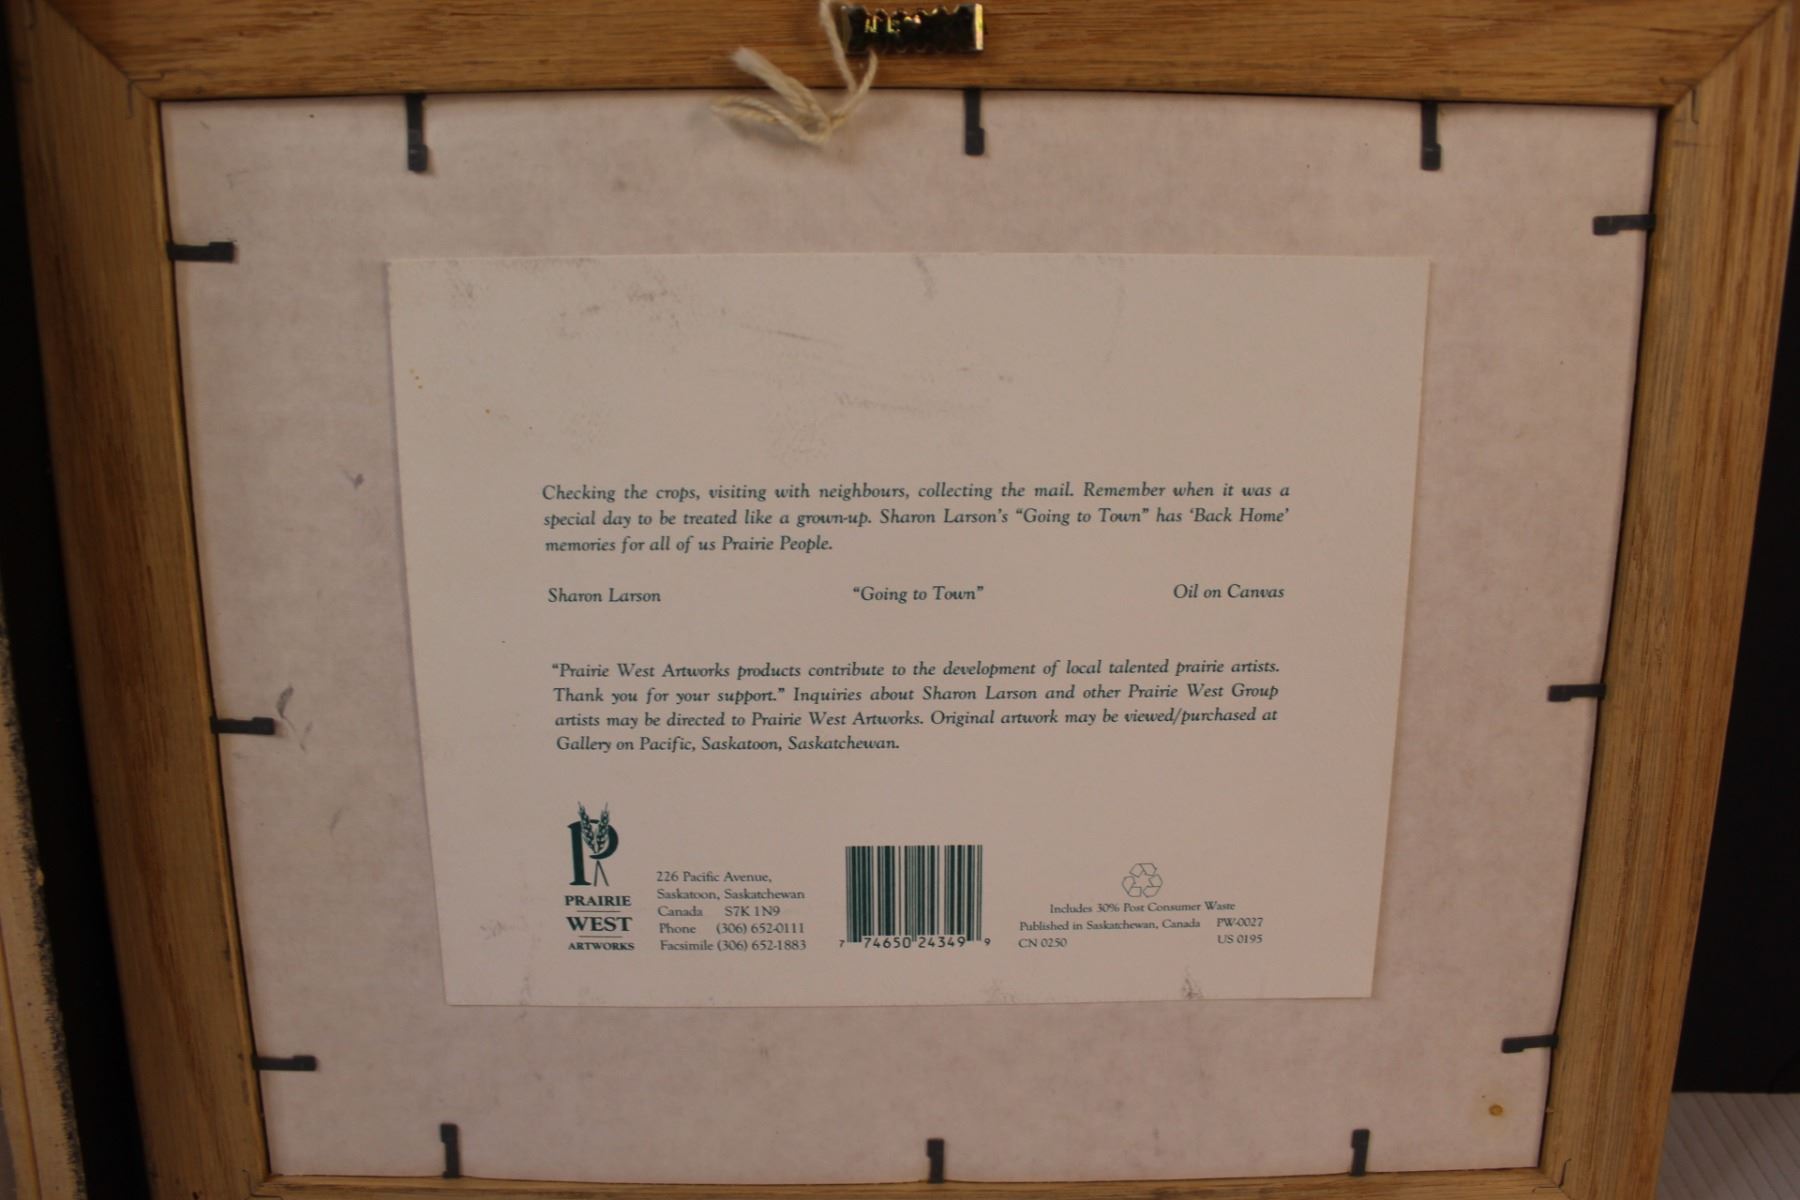 Checking the crops, visiting with neighbours, collecting the mail. Remember when it was a
special day to be treated like a grown-up. Sharon Larson's "Going to Town" has 'Back Home'
memories for all of us Prairie People.
Sharon Larson "Going to Town" Oil on Canvas
"Prairie West Artworks products contribute to the development of local talented prairie artists.
Thank you for your support." Inquiries about Sharon Larson and other Prairie West Group
artists may be directed to Prairie West Artworks. Original artwork may be viewed/purchased at
Gallery on Pacific, Saskatoon, Saskatchewan.
P
PRAIRIE
WEST
ARTWORKS
226 Pacific Avenue,
Saskatoon, Saskatchewan
Canada S7K 1N9
Phone (306) 652-0111
Facsimile (306) 652-1883
7 74650 24349 9
Includes 30% Post Consumer Waste
Published in Saskatchewan, Canada PW-0027
CN 0250 US 0195